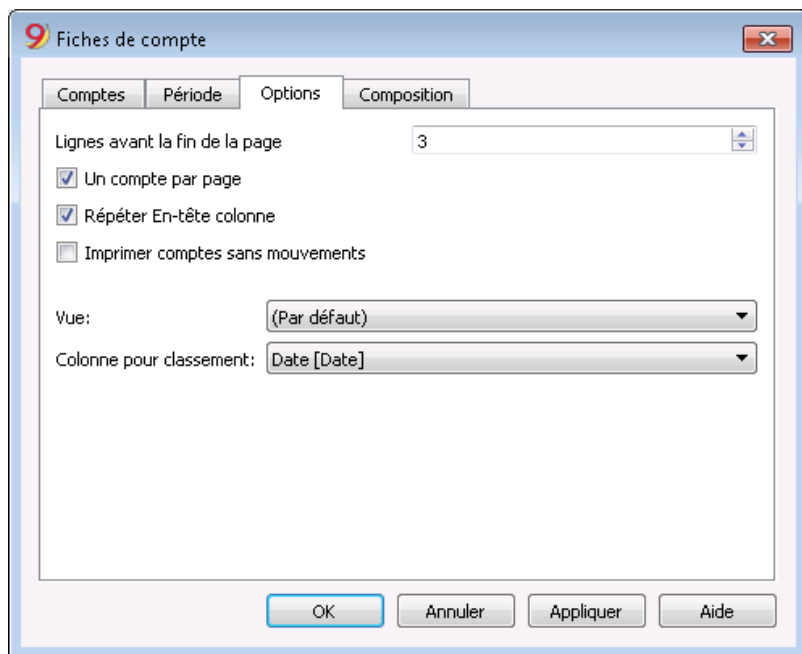 9 Fiches de compte
Comptes Période Options Composition
Lignes avant la fin de la page 3
Un compte par page
Répéter En-tête colonne
Imprimer comptes sans mouvements
Vue: (Par défaut)
Colonne pour classement: Date [Date]
OK Annuler Appliquer Aide